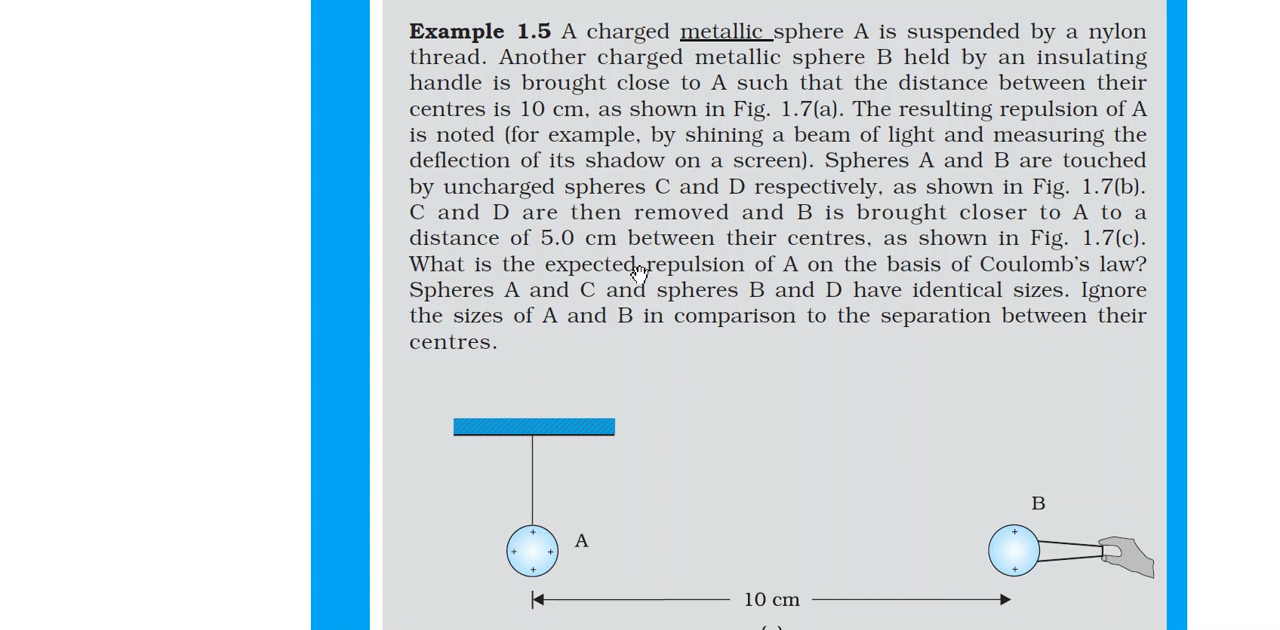 Example 1.5 A charged metallic sphere A is suspended by a nylon
thread. Another charged metallic sphere B held by an insulating
handle is brought close to A such that the distance between their
centres is 10 cm, as shown in Fig. 1.7(a). The resulting repulsion of A
is noted (for example, by shining a beam of light and measuring the
deflection of its shadow on a screen). Spheres A and B are touched
by uncharged spheres C and D respectively, as shown in Fig. 1.7(b).
C and D are then removed and B is brought closer to A to a
distance of 5.0 cm between their centres, as shown in Fig. 1.7(c).
What is the expected repulsion of A on the basis of Coulomb's law?
Spheres A and C and spheres B and D have identical sizes. Ignore
the sizes of A and B in comparison to the separation between their
centres.
B
+ +
A
+ +
+ +
10 cm